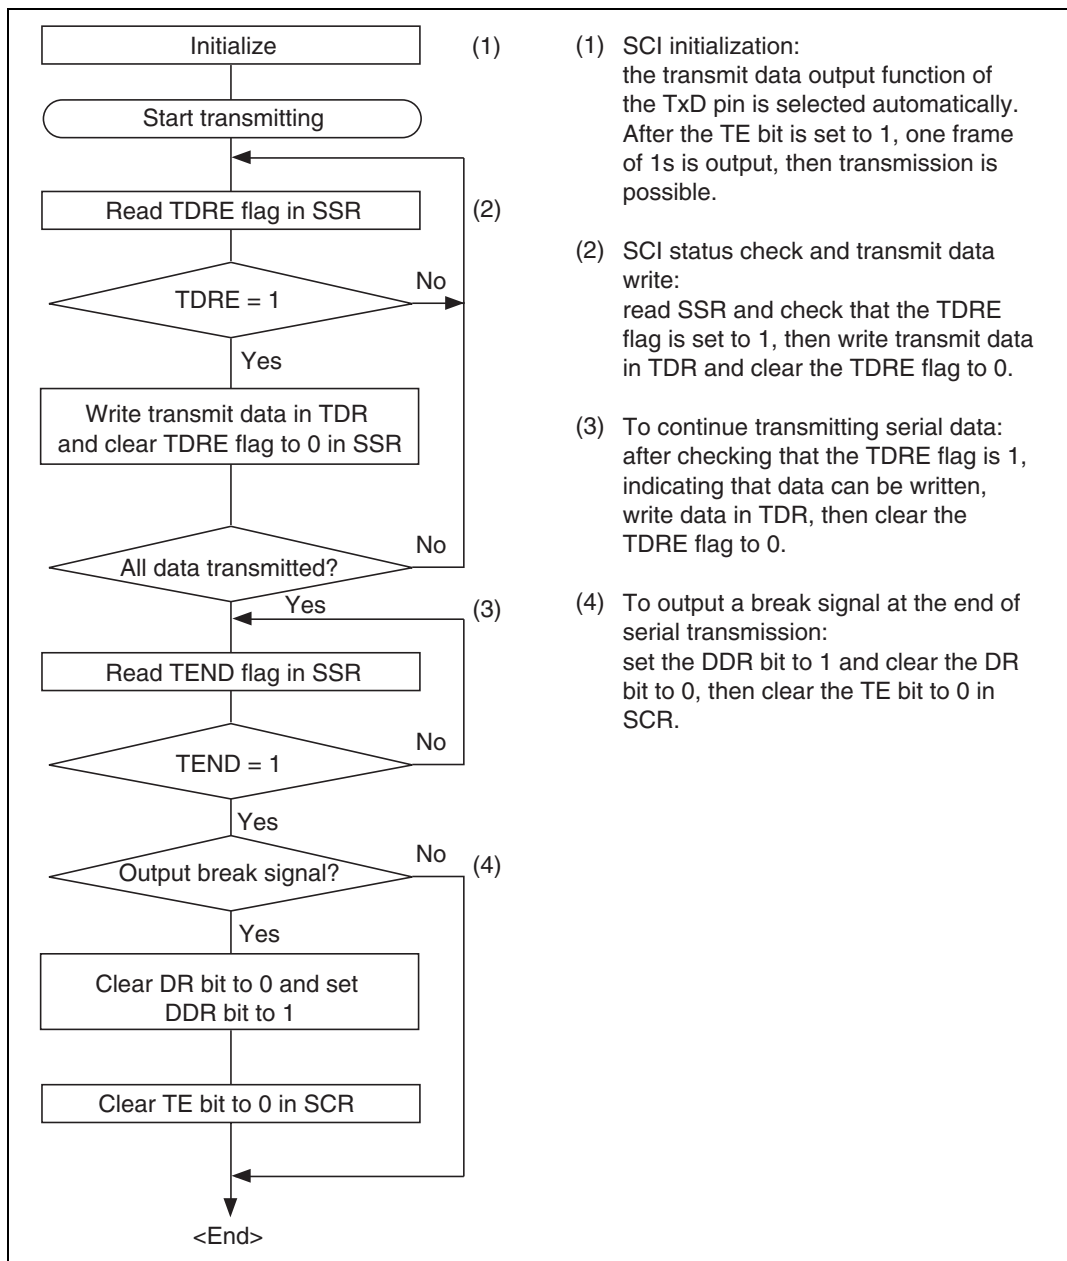 Initialize
(1)
Start transmitting
Read TDRE flag in SSR
(2)
TDRE = 1
No
Yes
Write transmit data in TDR
and clear TDRE flag to 0 in SSR
All data transmitted?
No
Yes
(3)
Read TEND flag in SSR
TEND = 1
No
Yes
Output break signal?
No
(4)
Yes
Clear DR bit to 0 and set
DDR bit to 1
Clear TE bit to 0 in SCR
<End>
(1) SCI initialization:
the transmit data output function of
the TxD pin is selected automatically.
After the TE bit is set to 1, one frame
of 1s is output, then transmission is
possible.
(2) SCI status check and transmit data
write:
read SSR and check that the TDRE
flag is set to 1, then write transmit data
in TDR and clear the TDRE flag to 0.
(3) To continue transmitting serial data:
after checking that the TDRE flag is 1,
indicating that data can be written,
write data in TDR, then clear the
TDRE flag to 0.
(4) To output a break signal at the end of
serial transmission:
set the DDR bit to 1 and clear the DR
bit to 0, then clear the TE bit to 0 in
SCR.